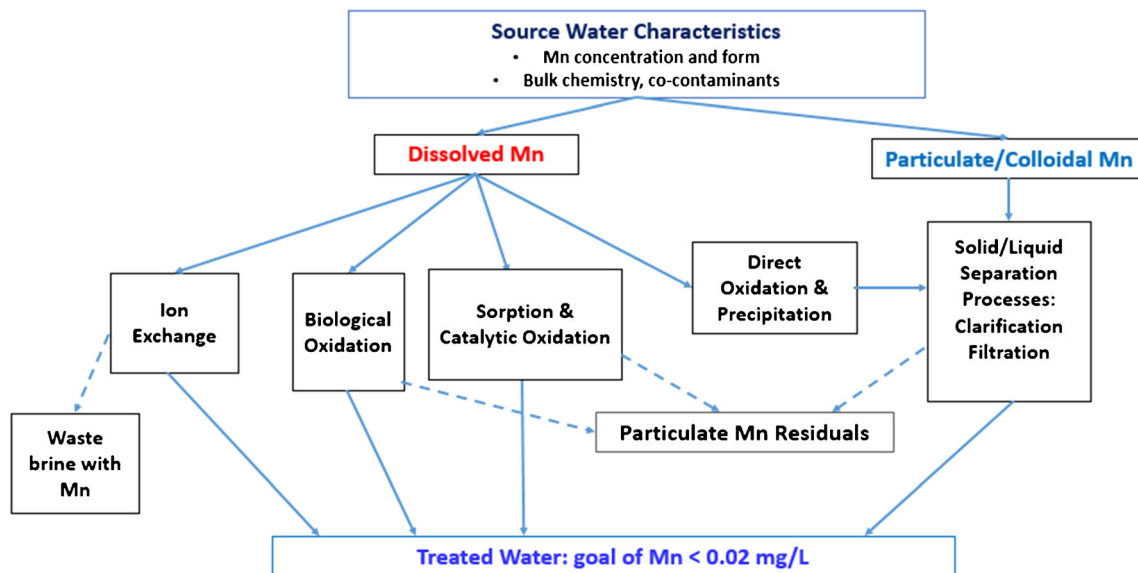 Source Water Characteristics
• Mn concentration and form
• Bulk chemistry, co-contaminants
Dissolved Mn
Particulate/Colloidal Mn
Ion
Exchange
Biological
Oxidation
Sorption &
Catalytic Oxidation
Direct
Oxidation &
Precipitation
Solid/Liquid
Separation
Processes:
Clarification
Filtration
Waste
brine with
Mn
Particulate Mn Residuals
Treated Water: goal of Mn < 0.02 mg/L